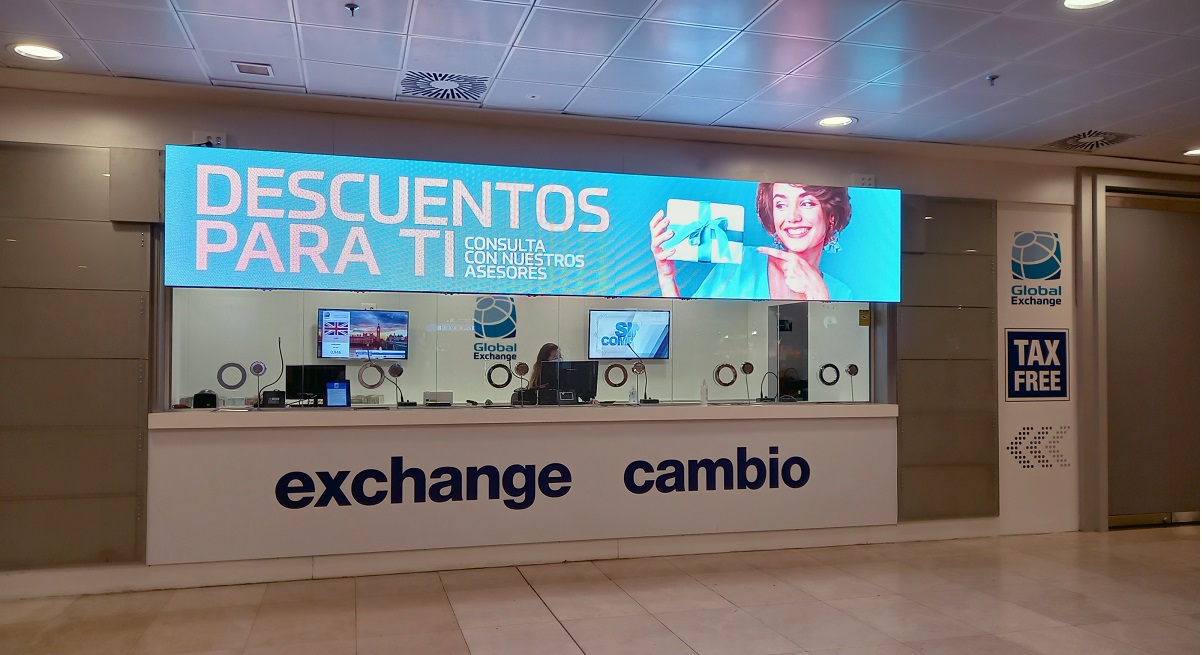 DESCUENTOS
PARA TI
CONSULTA
CON NUESTROS
ASESORES
Global
Exchange
Global
Exchange
TAX
FREE
exchange cambio